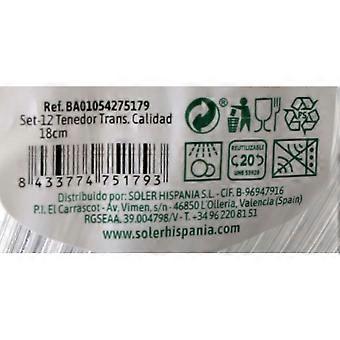 Ref. BA01054275179
Set-12 Tenedor Trans. Calidad
18cm
PS
REUTILIZABLE
20
UNE 53928
8 433774 751793
Distribuido por: SOLER HISPANIA S.L - CIF. B-96947916
P.I. El Carrascot - Av. Vimen, s/n - 46850 L'Olleria, Valencia (Spain)
RGSEAA. 39.004798/V - T. +34 96 220 81 51
www.solerhispania.com